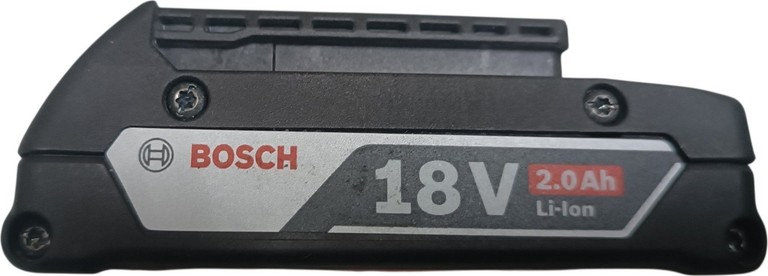 BOSCH
18V
2.0Ah
Li-Ion